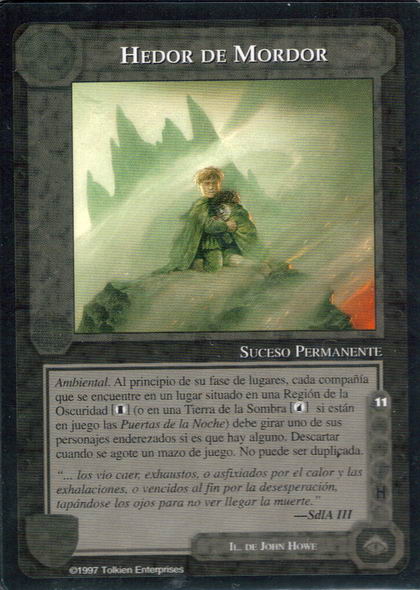 HEDOR DE MORDOR
SUCESO PERMANENTE
Ambiental. Al principio de su fase de lugares, cada compañía
que se encuentre en un lugar situado en una Región de la
Oscuridad (o en una Tierra de la Sombra si están
en juego las Puertas de la Noche) debe girar uno de sus
personajes enderezados si es que hay alguno. Descartar
cuando se agote un mazo de juego. No puede ser duplicada.
11
"... los vio caer, exhaustos, o asfixiados por el calor y las
exhalaciones, o vencidos al fin por la desesperación,
tapándose los ojos para no ver llegar la muerte."
—SdlA III
H
IL. DE JOHN HOWE
©1997 Tolkien Enterprises